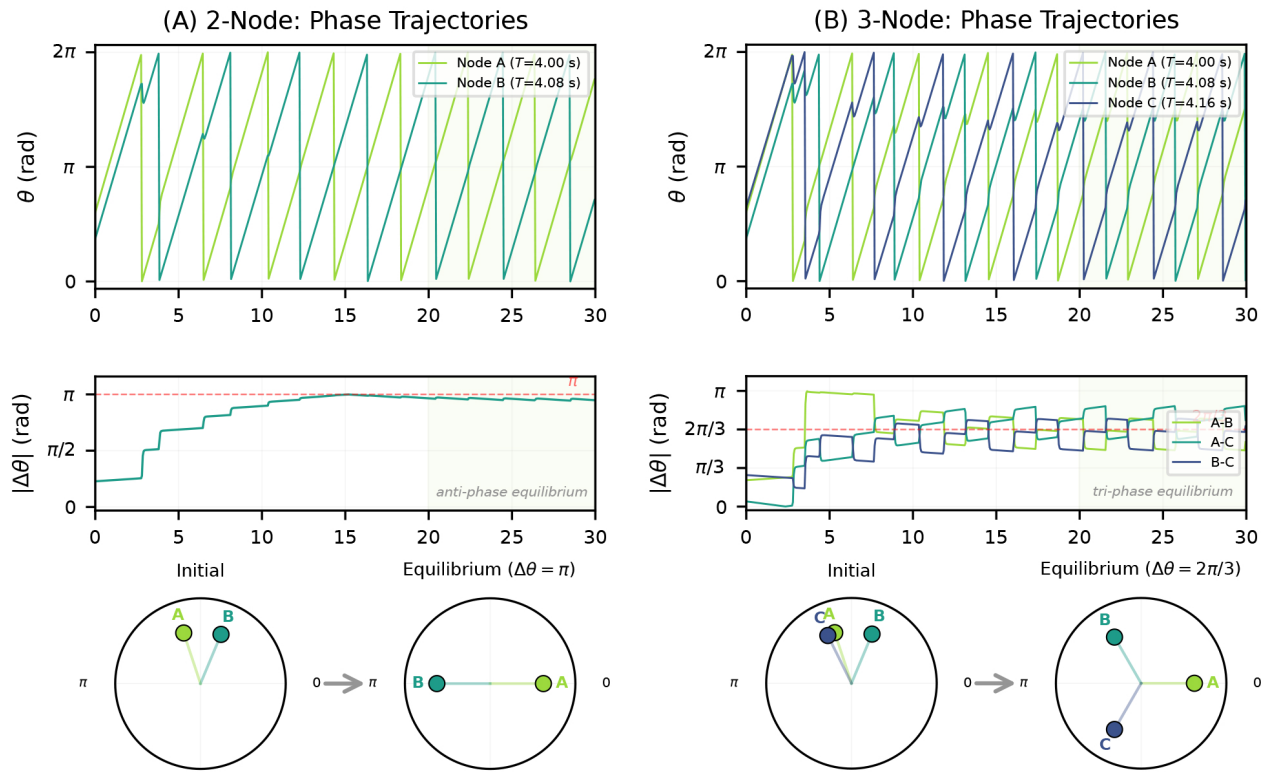 (A) 2-Node: Phase Trajectories
2π
π
0
θ (rad)
Node A (T=4.00 s)
Node B (T=4.08 s)
0 5 10 15 20 25 30
π
π/2
0
|Δθ| (rad)
π
anti-phase equilibrium
0 5 10 15 20 25 30
Initial
A
B
π
0
Equilibrium (Δθ = π)
B
A
π
0
(B) 3-Node: Phase Trajectories
2π
π
0
θ (rad)
Node A (T=4.00 s)
Node B (T=4.08 s)
Node C (T=4.16 s)
0 5 10 15 20 25 30
π
2π/3
π/3
0
|Δθ| (rad)
2π/3
A-B
A-C
B-C
tri-phase equilibrium
0 5 10 15 20 25 30
Initial
C
A
B
π
0
Equilibrium (Δθ = 2π/3)
B
A
C
π
0